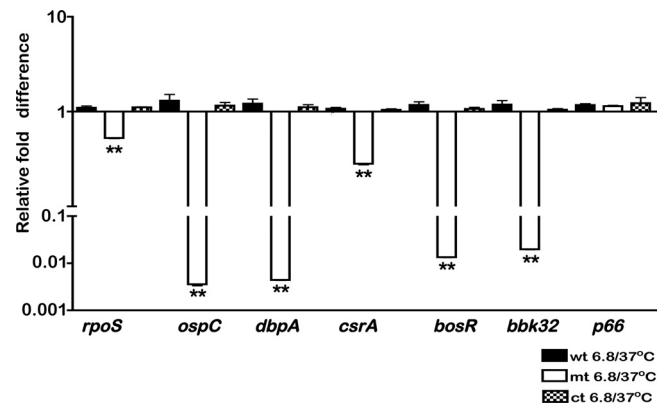 Relative fold difference
10
1
0.1
0.01
0.001
**
**
**
**
**
**
rpoS ospC dbpA csrA bosR bbk32 p66
wt 6.8/37°C
mt 6.8/37°C
ct 6.8/37°C